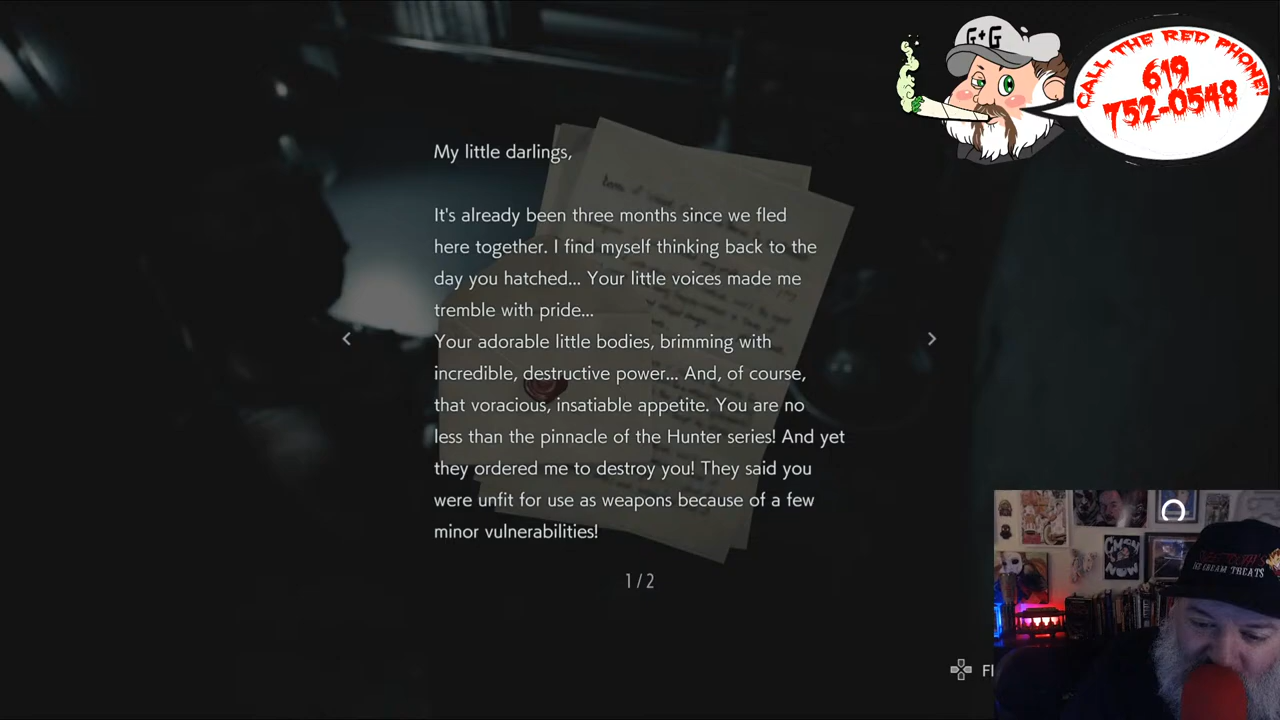 G+G
CALL THE RED PHONE!
619
752-0548
My little darlings,
It's already been three months since we fled
here together. I find myself thinking back to the
day you hatched... Your little voices made me
tremble with pride...
Your adorable little bodies, brimming with
incredible, destructive power... And, of course,
that voracious, insatiable appetite. You are no
less than the pinnacle of the Hunter series! And yet
they ordered me to destroy you! They said you
were unfit for use as weapons because of a few
minor vulnerabilities!
1 / 2
ICE CREAM TREATS